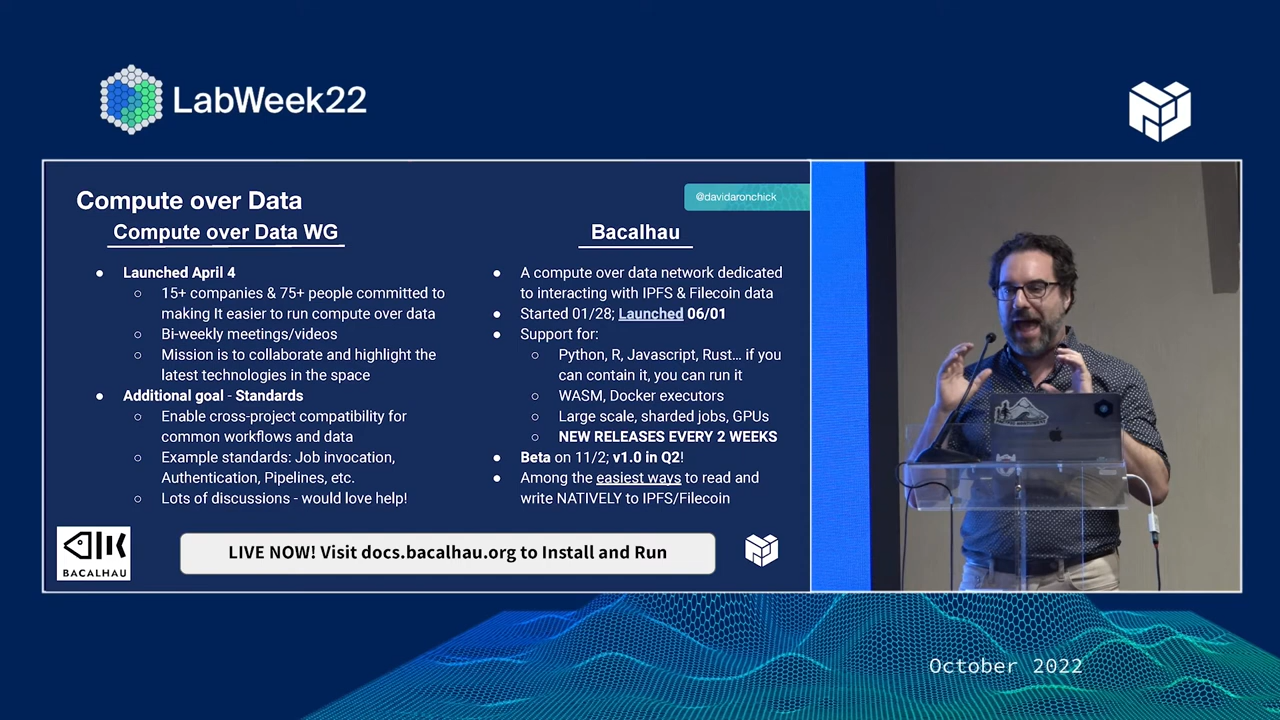 LabWeek22
Compute over Data
@davidaronchick
Compute over Data WG
● Launched April 4
○ 15+ companies & 75+ people committed to
making It easier to run compute over data
○ Bi-weekly meetings/videos
○ Mission is to collaborate and highlight the
latest technologies in the space
● Additional goal - Standards
○ Enable cross-project compatibility for
common workflows and data
○ Example standards: Job invocation,
Authentication, Pipelines, etc.
○ Lots of discussions - would love help!
Bacalhau
● A compute over data network dedicated
to interacting with IPFS & Filecoin data
● Started 01/28; Launched 06/01
● Support for:
○ Python, R, Javascript, Rust... if you
can contain it, you can run it
○ WASM, Docker executors
○ Large scale, sharded jobs, GPUs
○ NEW RELEASES EVERY 2 WEEKS
● Beta on 11/2; v1.0 in Q2!
● Among the easiest ways to read and
write NATIVELY to IPFS/Filecoin
BACALHAU
LIVE NOW! Visit docs.bacalhau.org to Install and Run
October 2022